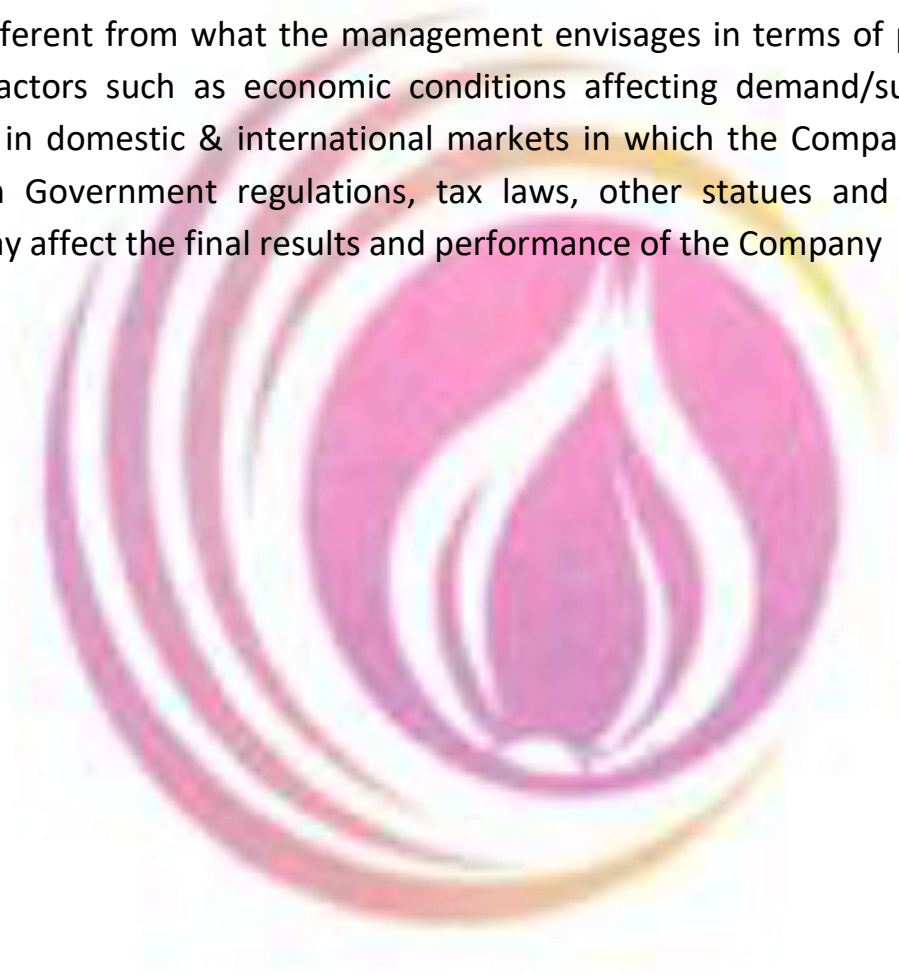 fferent from what the management envisages in terms of p
actors such as economic conditions affecting demand/su
in domestic & international markets in which the Compa
Government regulations, tax laws, other statues and
y affect the final results and performance of the Company